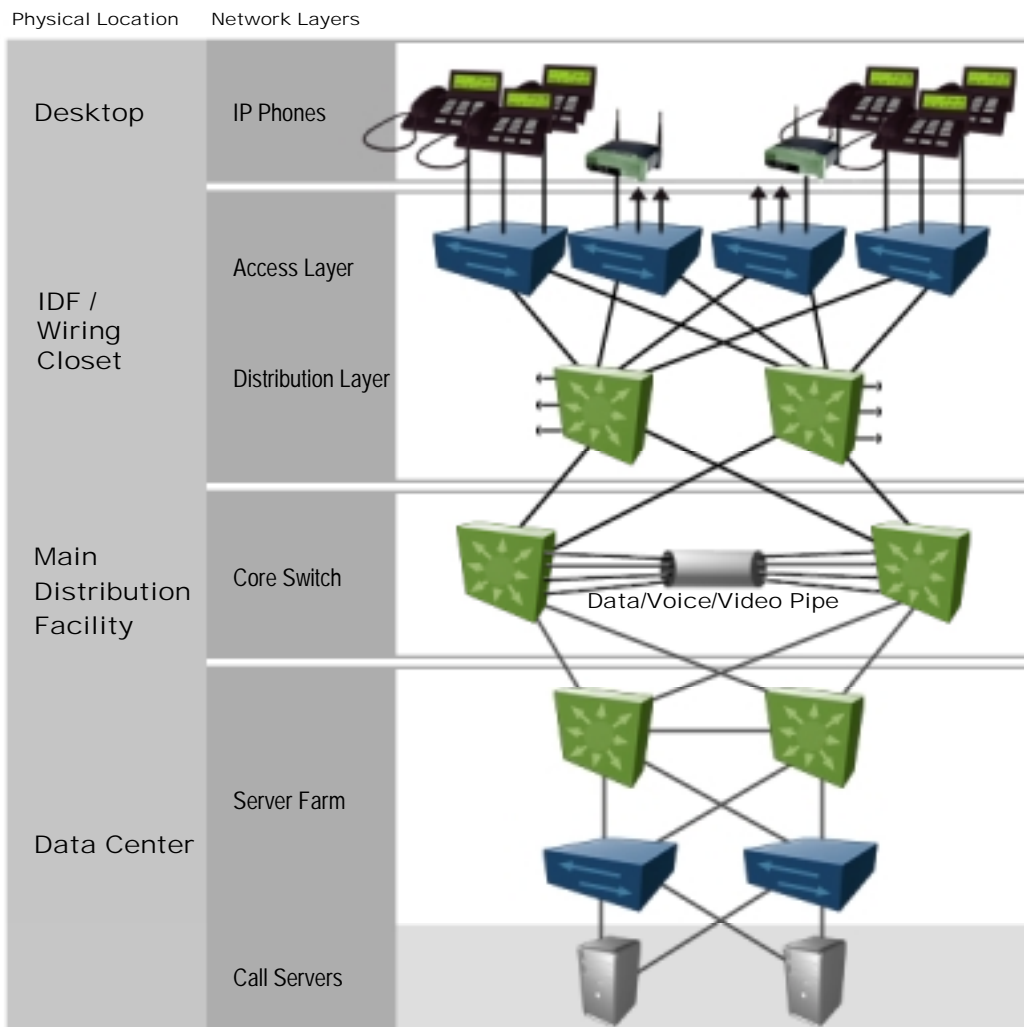 Physical Location
Network Layers
Desktop
IP Phones
IDF /
Wiring
Closet
Access Layer
Distribution Layer
Main
Distribution
Facility
Core Switch
Data/Voice/Video Pipe
Data Center
Server Farm
Call Servers